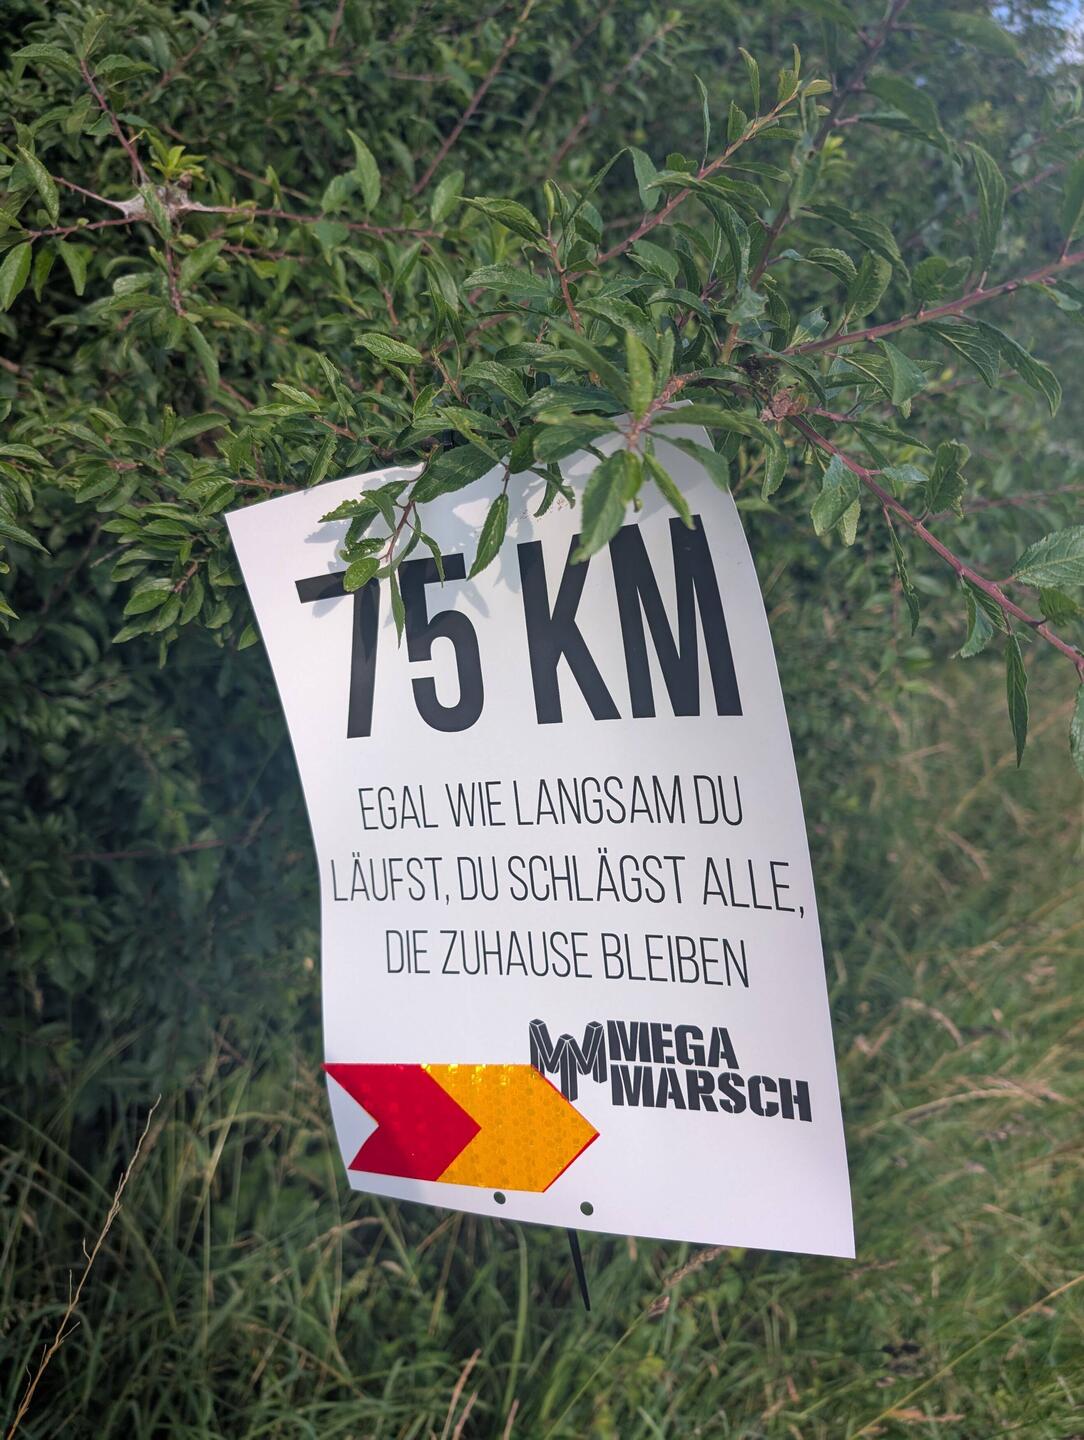 75 KM
EGAL WIE LANGSAM DU
LÄUFST, DU SCHLÄGST ALLE,
DIE ZUHAUSE BLEIBEN
MEGA
MARSCH